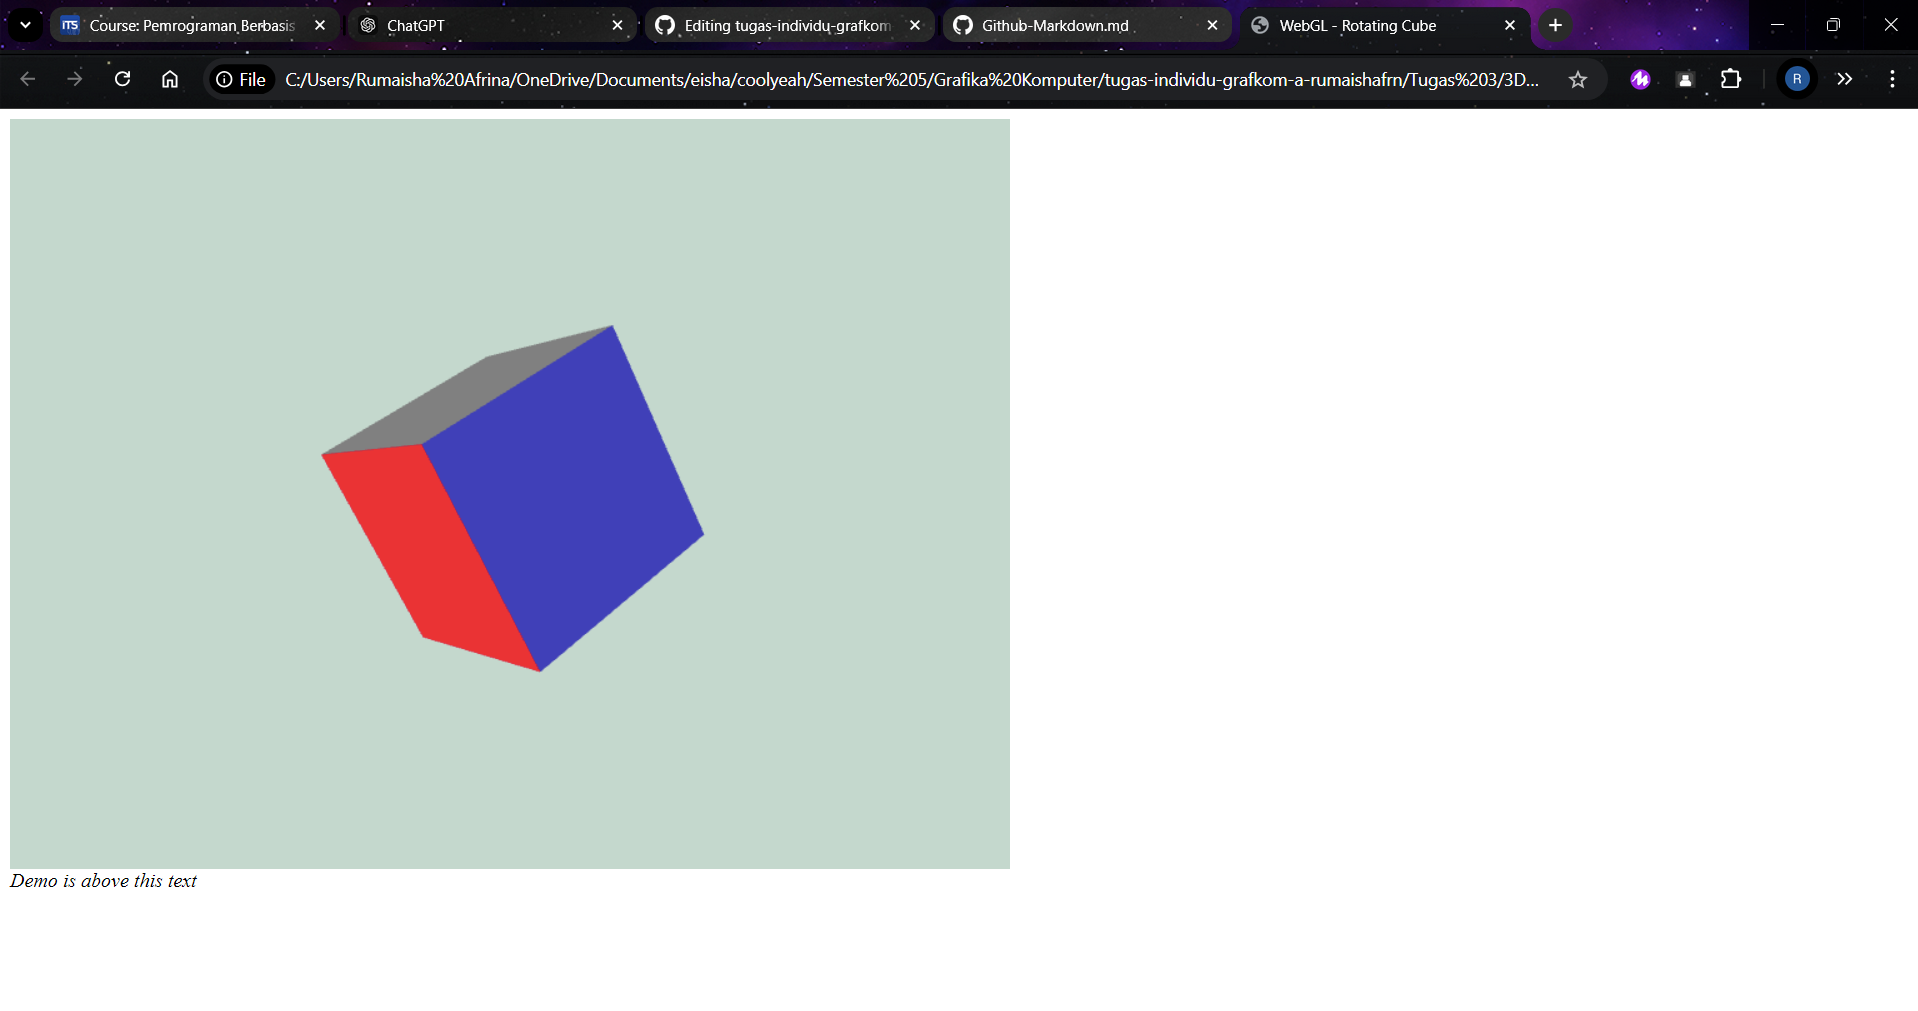 ITS Course: Pemrograman Berbasis
ChatGPT
Editing tugas-individu-grafkom
Github-Markdown.md
WebGL - Rotating Cube
File
C:/Users/Rumaisha%20Afrina/OneDrive/Documents/eisha/coolyeah/Semester%205/Grafika%20Komputer/tugas-individu-grafkom-a-rumaishafrn/Tugas%203/3D...
R
Demo is above this text